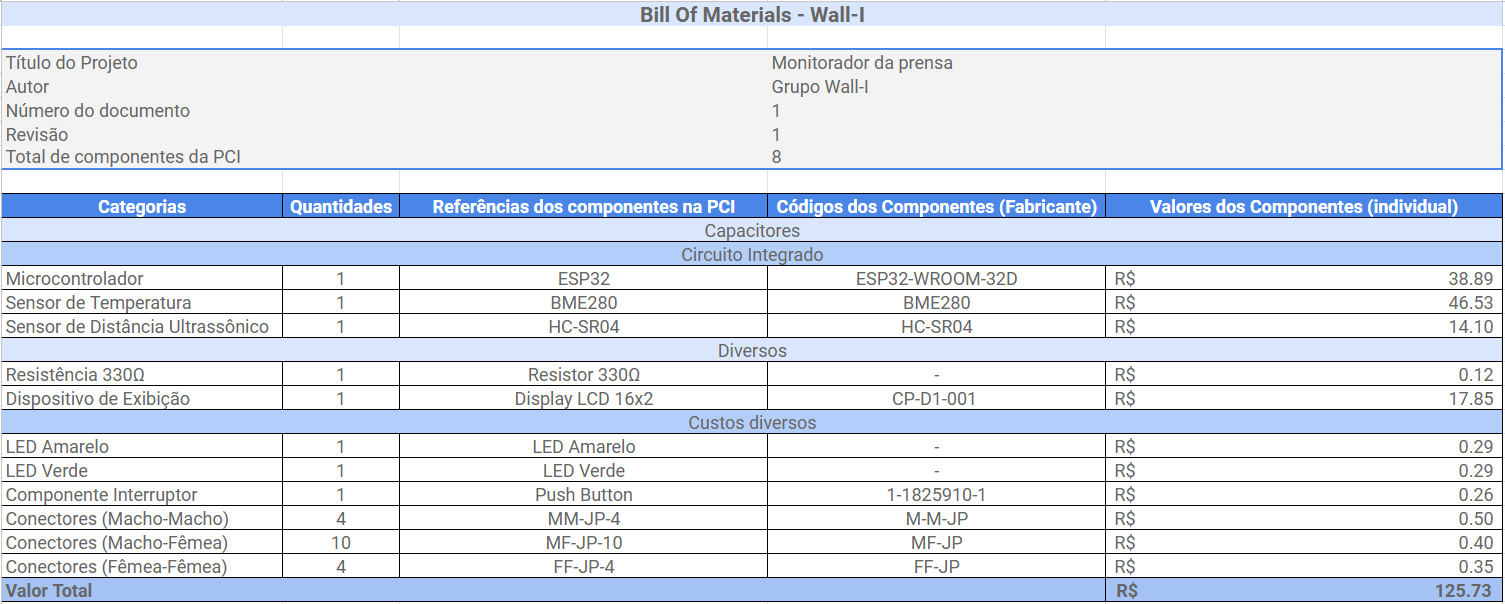 Bill Of Materials - Wall-I
Título do Projeto Monitorador da prensa
Autor Grupo Wall-I
Número do documento 1
Revisão 1
Total de componentes da PCI 8
Categorias Quantidades Referências dos componentes na PCI Códigos dos Componentes (Fabricante) Valores dos Componentes (individual)
Capacitores
Circuito Integrado
Microcontrolador 1 ESP32 ESP32-WROOM-32D R$ 38.89
Sensor de Temperatura 1 BME280 BME280 R$ 46.53
Sensor de Distância Ultrassônico 1 HC-SR04 HC-SR04 R$ 14.10
Diversos
Resistência 330Ω 1 Resistor 330Ω - R$ 0.12
Dispositivo de Exibição 1 Display LCD 16x2 CP-D1-001 R$ 17.85
Custos diversos
LED Amarelo 1 LED Amarelo - R$ 0.29
LED Verde 1 LED Verde - R$ 0.29
Componente Interruptor 1 Push Button 1-1825910-1 R$ 0.26
Conectores (Macho-Macho) 4 MM-JP-4 M-M-JP R$ 0.50
Conectores (Macho-Fêmea) 10 MF-JP-10 MF-JP R$ 0.40
Conectores (Fêmea-Fêmea) 4 FF-JP-4 FF-JP R$ 0.35
Valor Total R$ 125.73